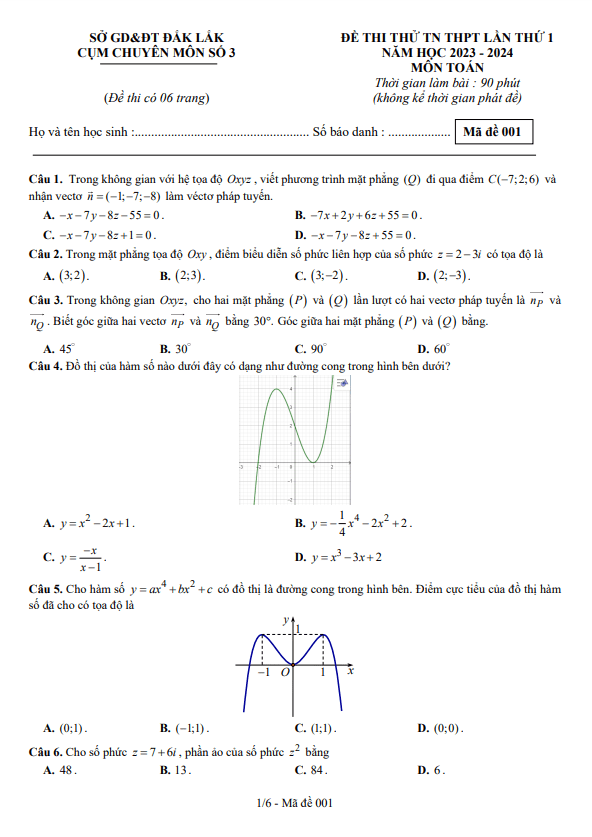 SỞ GD&ĐT ĐẮK LẮK
CỤM CHUYÊN MÔN SỐ 3
(Đề thi có 06 trang)
ĐỀ THI THỬ TN THPT LẦN THỨ 1
NĂM HỌC 2023 - 2024
MÔN TOÁN
Thời gian làm bài : 90 phút
(không kể thời gian phát đề)
Họ và tên học sinh :.................................................... Số báo danh : ................... Mã đề 001
Câu 1. Trong không gian với hệ tọa độ Oxyz , viết phương trình mặt phẳng (Q) đi qua điểm C(−7;2;6) và
nhận vectơ n⃗ = (−1;−7;−8) làm véctơ pháp tuyến.
A. −x − 7y − 8z − 55 = 0 . B. −7x + 2y + 6z + 55 = 0 .
C. −x − 7y − 8z + 1 = 0 . D. −x − 7y − 8z + 55 = 0 .
Câu 2. Trong mặt phẳng tọa độ Oxy , điểm biểu diễn số phức liên hợp của số phức z = 2 − 3i có tọa độ là
A. (3;2). B. (2;3). C. (3;−2). D. (2;−3).
Câu 3. Trong không gian Oxyz, cho hai mặt phẳng (P) và (Q) lần lượt có hai vectơ pháp tuyến là n_P⃗ và
n_Q⃗ . Biết góc giữa hai vectơ n_P⃗ và n_Q⃗ bằng 30°. Góc giữa hai mặt phẳng (P) và (Q) bằng.
A. 45° B. 30° C. 90° D. 60°
Câu 4. Đồ thị của hàm số nào dưới đây có dạng như đường cong trong hình bên dưới?
4
3
2
1
−3 −2 −1 0 1 2
−1
−2
A. y = x² − 2x + 1 . B. y = −1/4 x⁴ − 2x² + 2 .
C. y = −x/(x − 1) . D. y = x³ − 3x + 2
Câu 5. Cho hàm số y = ax⁴ + bx² + c có đồ thị là đường cong trong hình bên. Điểm cực tiểu của đồ thị hàm
số đã cho có tọa độ là
y
1
−1 O 1 x
A. (0;1) . B. (−1;1) . C. (1;1) . D. (0;0) .
Câu 6. Cho số phức z = 7 + 6i , phần ảo của số phức z² bằng
A. 48 . B. 13 . C. 84 . D. 6 .
1/6 - Mã đề 001